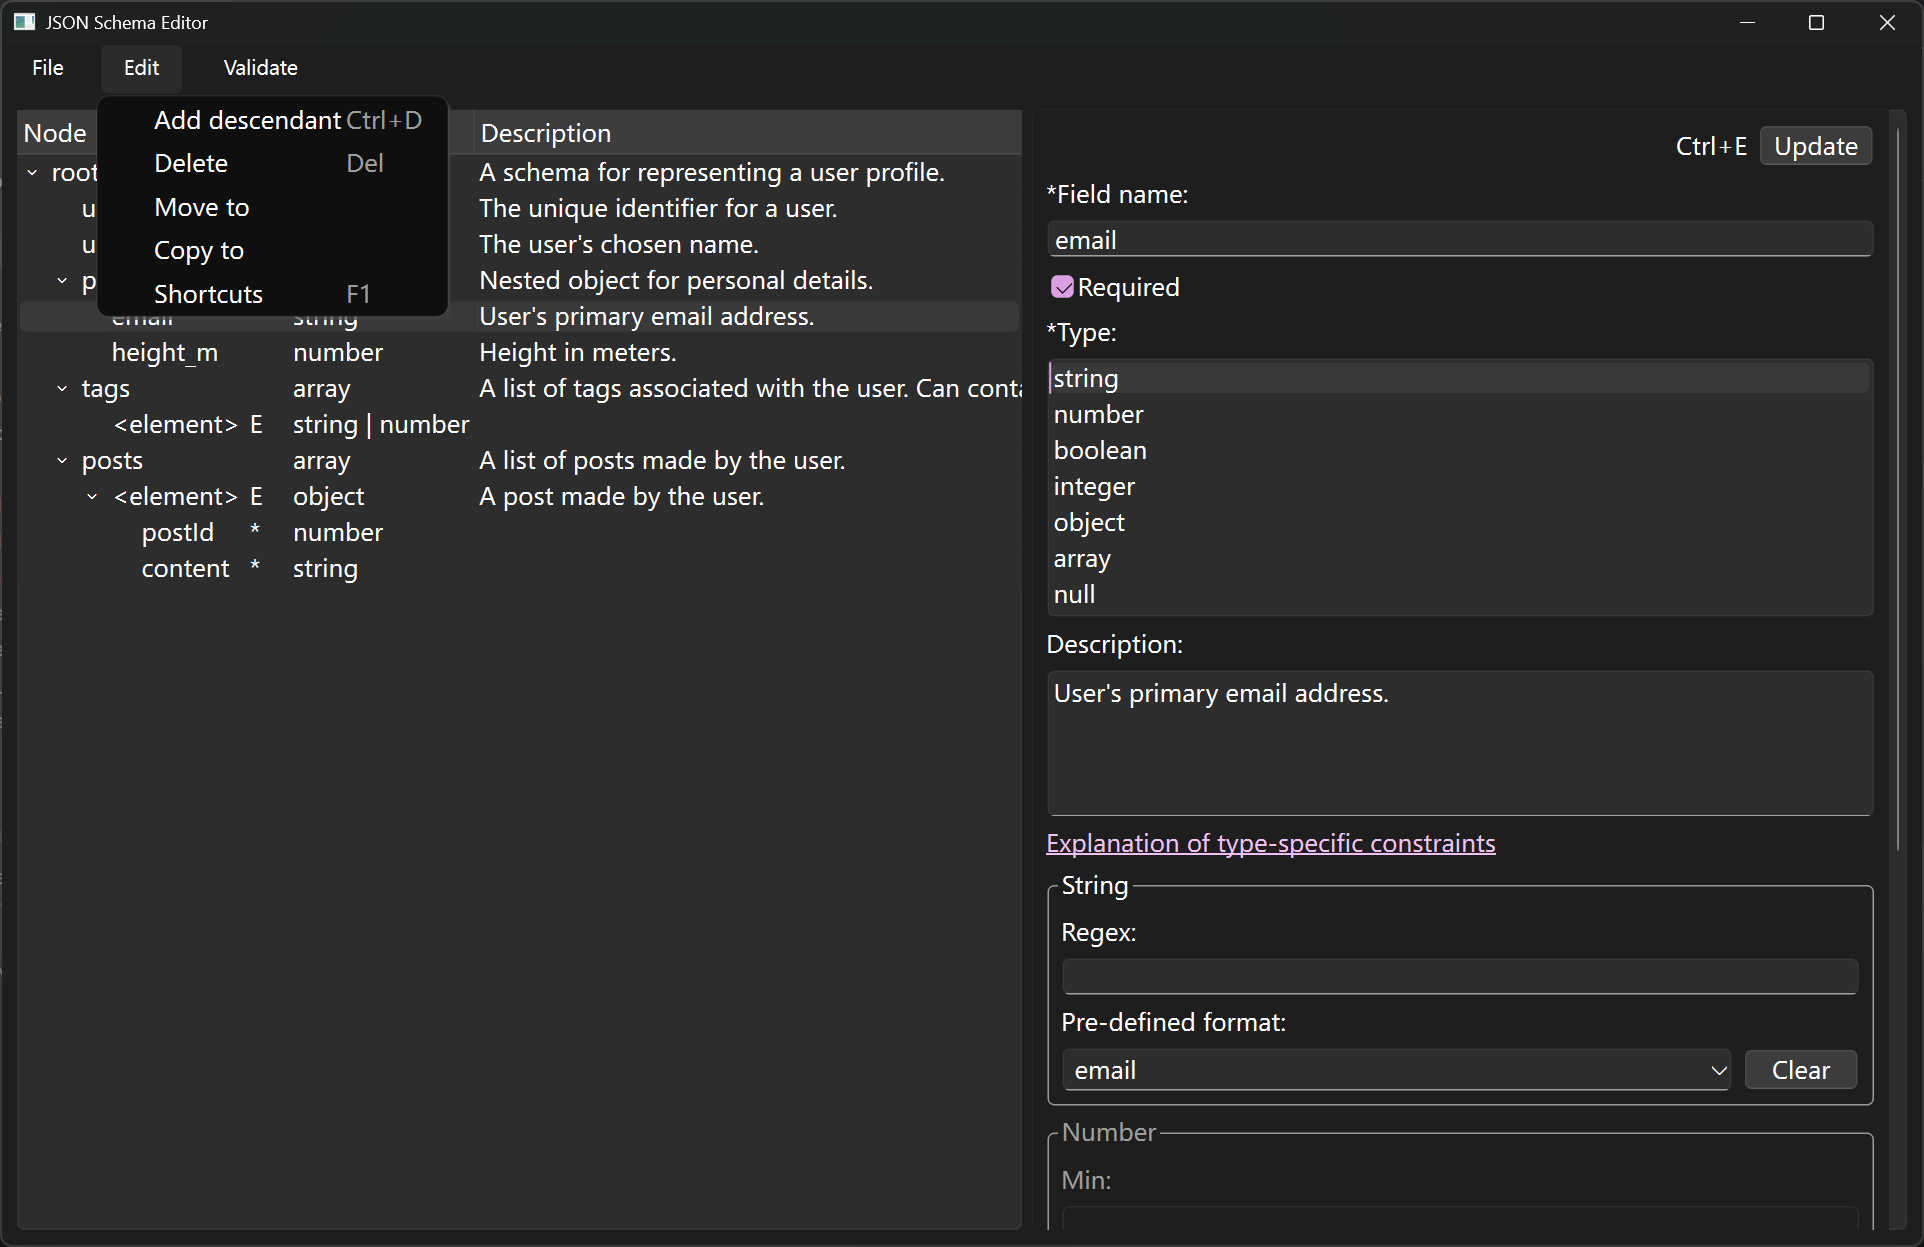 JSON Schema Editor
File Edit Validate
Add descendant Ctrl+D
Delete Del
Move to
Copy to
Shortcuts F1
Node Description
root A schema for representing a user profile.
u The unique identifier for a user.
u The user's chosen name.
p Nested object for personal details.
email string User's primary email address.
height_m number Height in meters.
tags array A list of tags associated with the user. Can conta
<element> E string | number
posts array A list of posts made by the user.
<element> E object A post made by the user.
postId * number
content * string
Ctrl+E Update
*Field name:
email
Required
*Type:
string
number
boolean
integer
object
array
null
Description:
User's primary email address.
Explanation of type-specific constraints
String
Regex:
Pre-defined format:
email Clear
Number
Min: